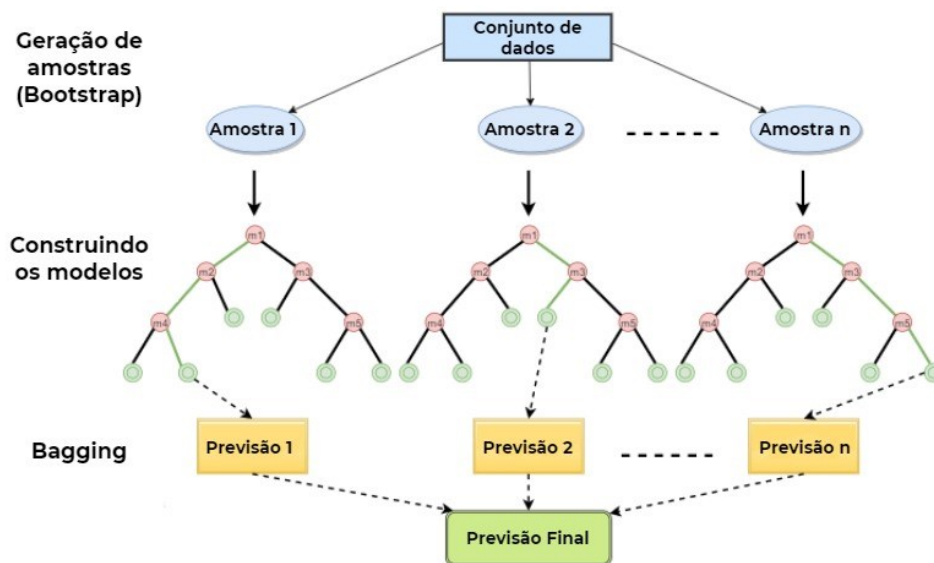 Geração de
amostras
(Bootstrap)
Conjunto de
dados
Amostra 1
Amostra 2
Amostra n
Construindo
os modelos
m1
m2
m3
m4
m5
m1
m2
m3
m4
m5
m1
m2
m3
m4
m5
Bagging
Previsão 1
Previsão 2
Previsão n
Previsão Final